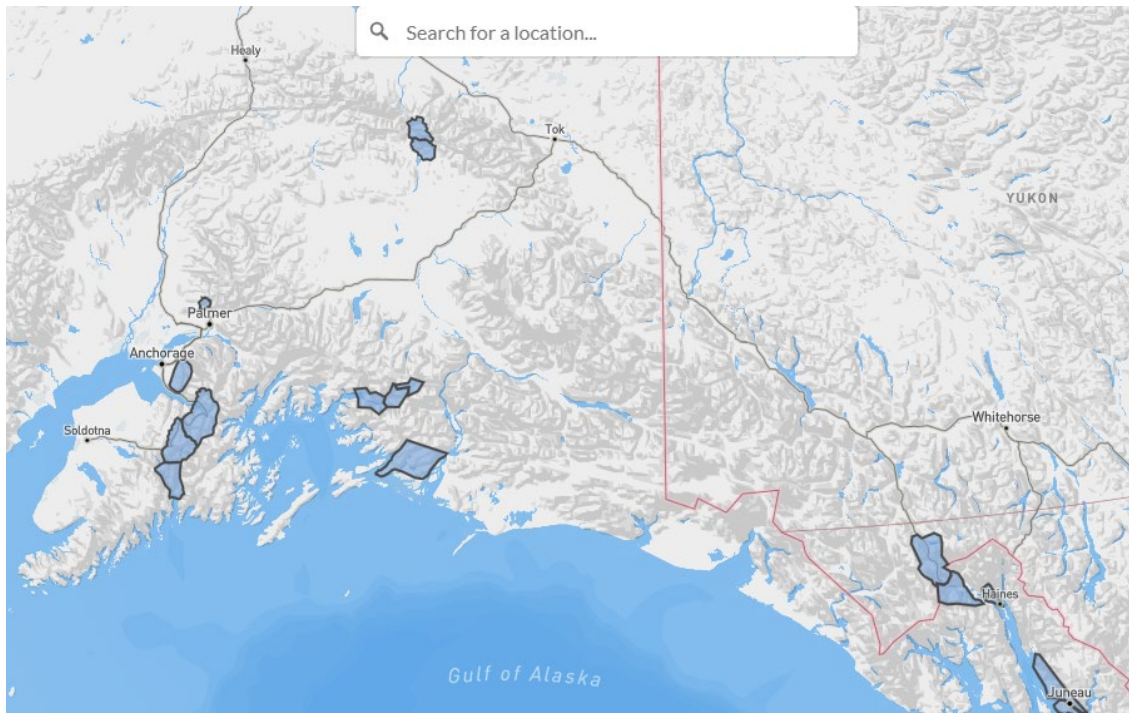 Search for a location...
Healy
Tok
YUKON
Palmer
Anchorage
Whitehorse
Soldotna
Haines
Gulf of Alaska
Juneau